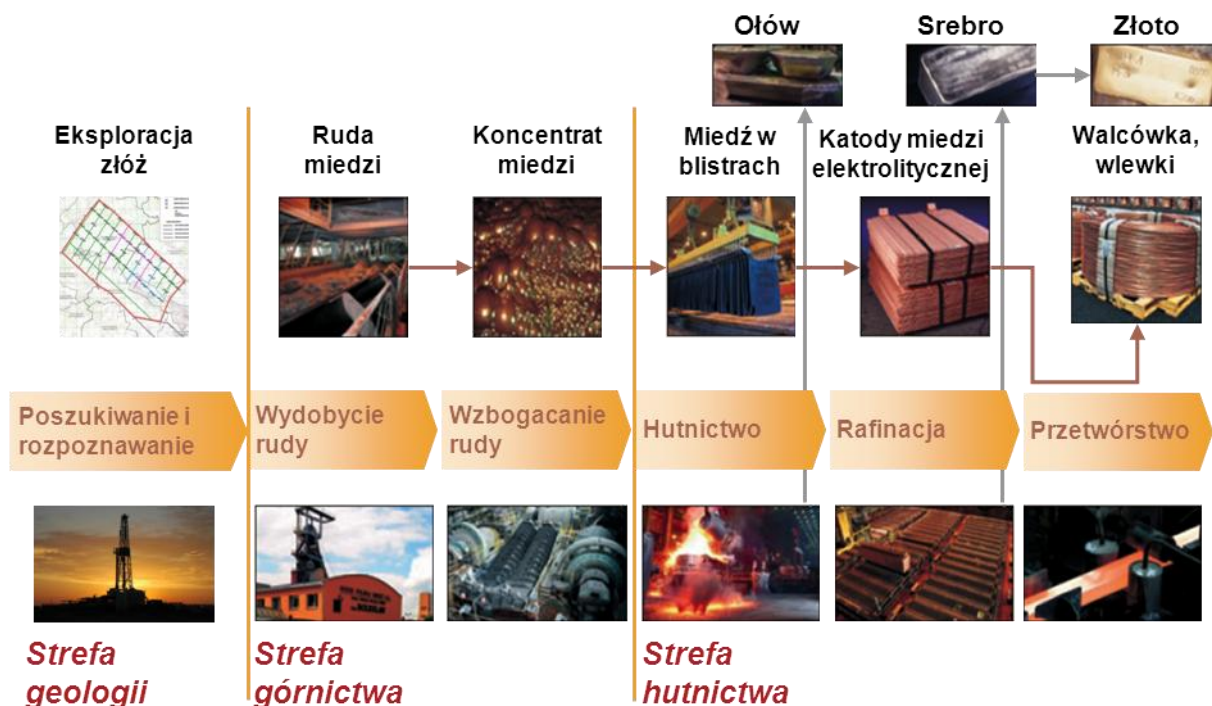 Ołów
Srebro
Złoto
Eksploracja
złóż
Ruda
miedzi
Koncentrat
miedzi
Miedź w
blistrach
Katody miedzi
elektrolitycznej
Walcówka,
wlewki
Poszukiwanie i
rozpoznawanie
Wydobycie
rudy
Wzbogacanie
rudy
Hutnictwo
Rafinacja
Przetwórstwo
Strefa
geologii
Strefa
górnictwa
Strefa
hutnictwa